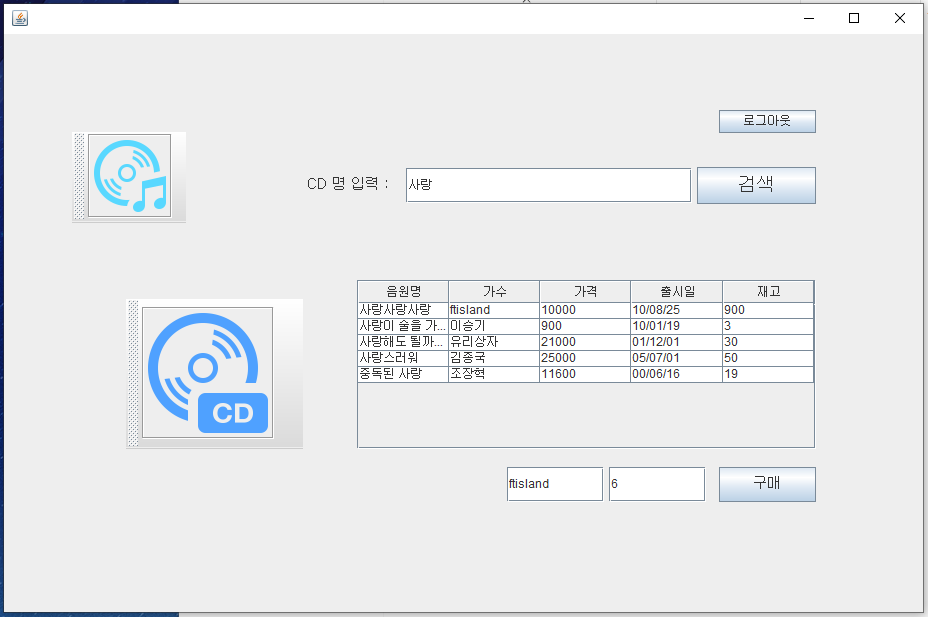 로그아웃
CD 명 입력 : 사랑 검색
음원명 가수 가격 출시일 재고
사랑사랑사랑 ftisland 10000 10/08/25 900
사랑이 술을 가... 이승기 900 10/01/19 3
사랑해도 될까... 유리상자 21000 01/12/01 30
사랑스러워 김종국 25000 05/07/01 50
중독된 사랑 조장혁 11600 00/06/16 19
CD
ftisland 6 구매